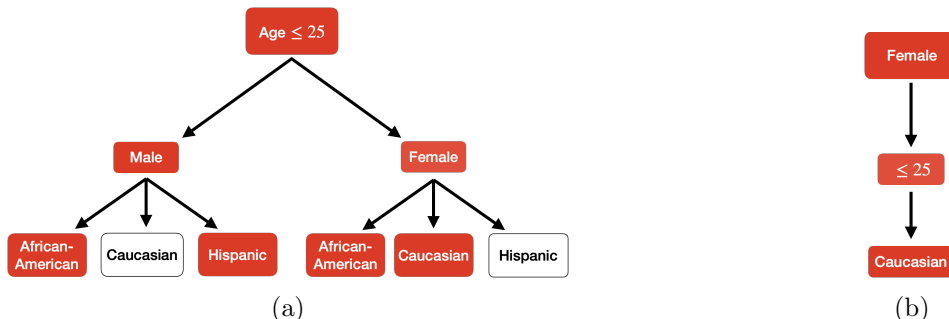 Age ≤ 25
Female
Male
Female
≤ 25
African-
American
Caucasian
Hispanic
African-
American
Caucasian
Hispanic
Caucasian
(a)
(b)